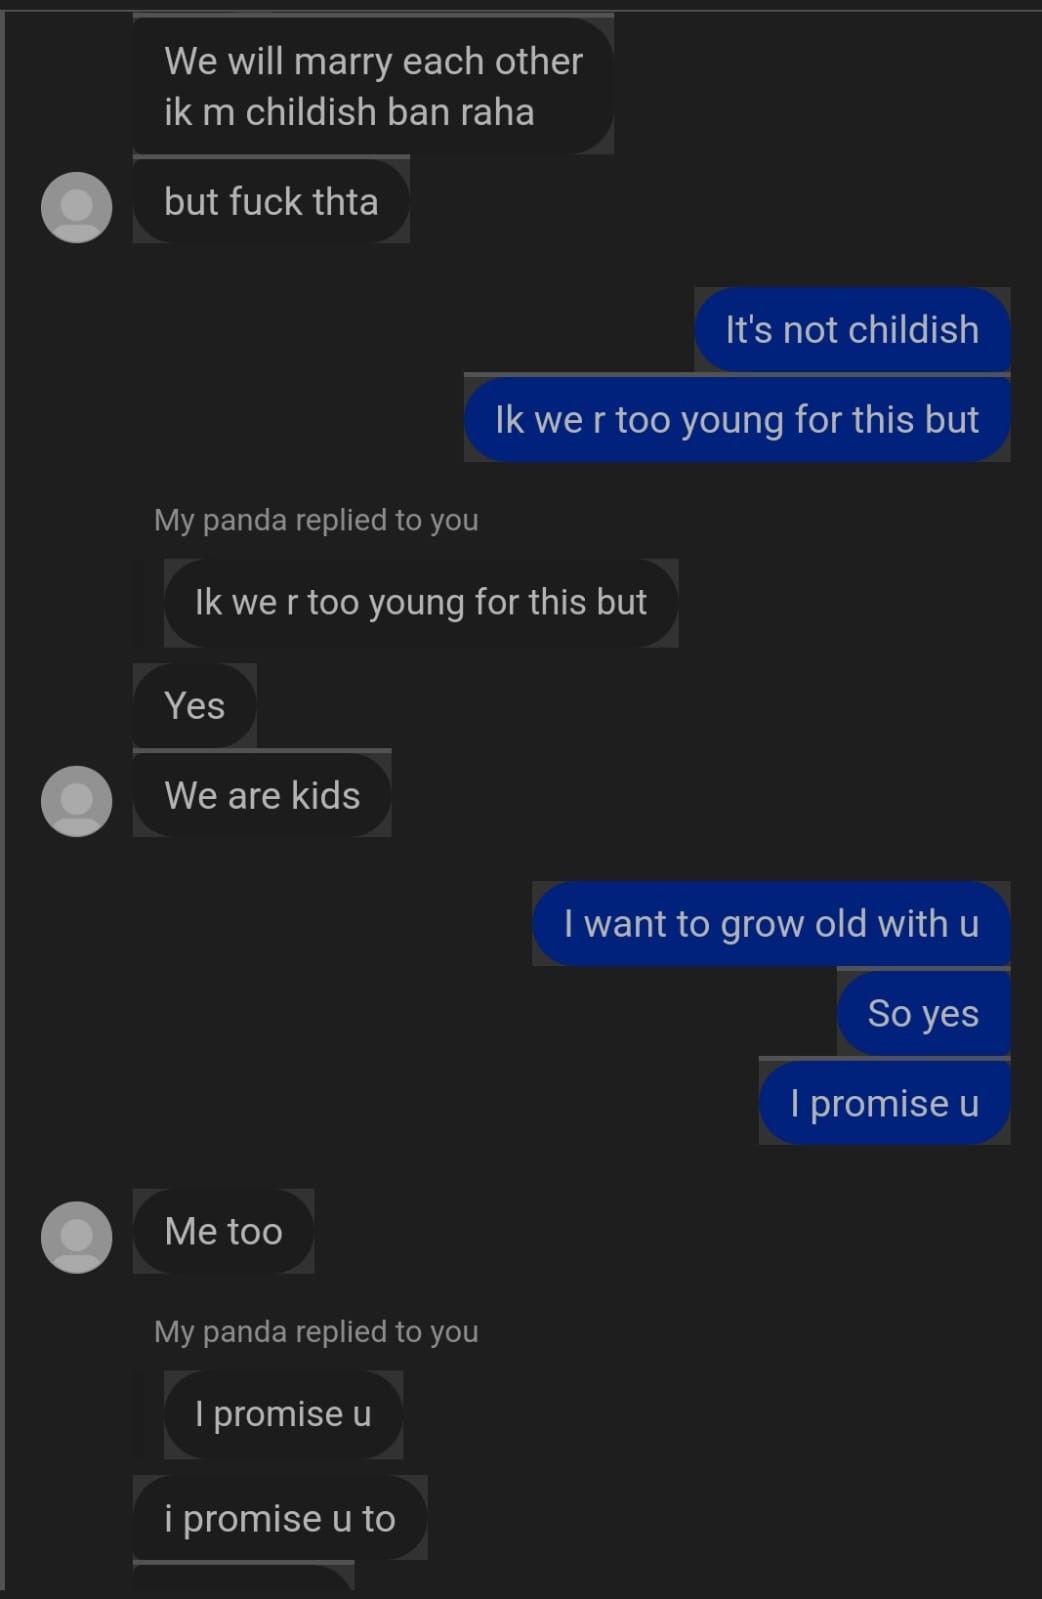 We will marry each other
ik m childish ban raha
but fuck thta
It's not childish
Ik we r too young for this but
My panda replied to you
Ik we r too young for this but
Yes
We are kids
I want to grow old with u
So yes
I promise u
Me too
My panda replied to you
I promise u
i promise u to